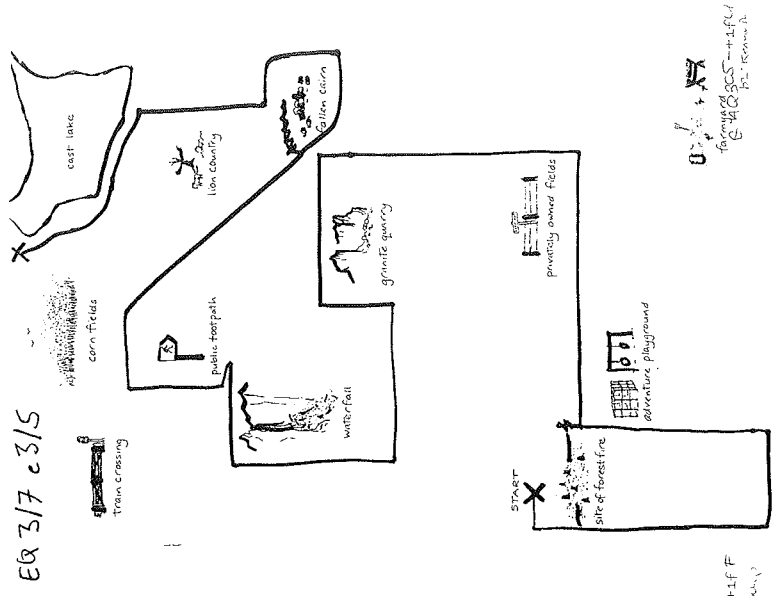 EQ 3/7 e3/5
train crossing
corn fields
east lake
public footpath
lion country
fallen cairn
waterfall
granite quarry
START
site of forest fire
adventure playground
privately owned fields
farmyard